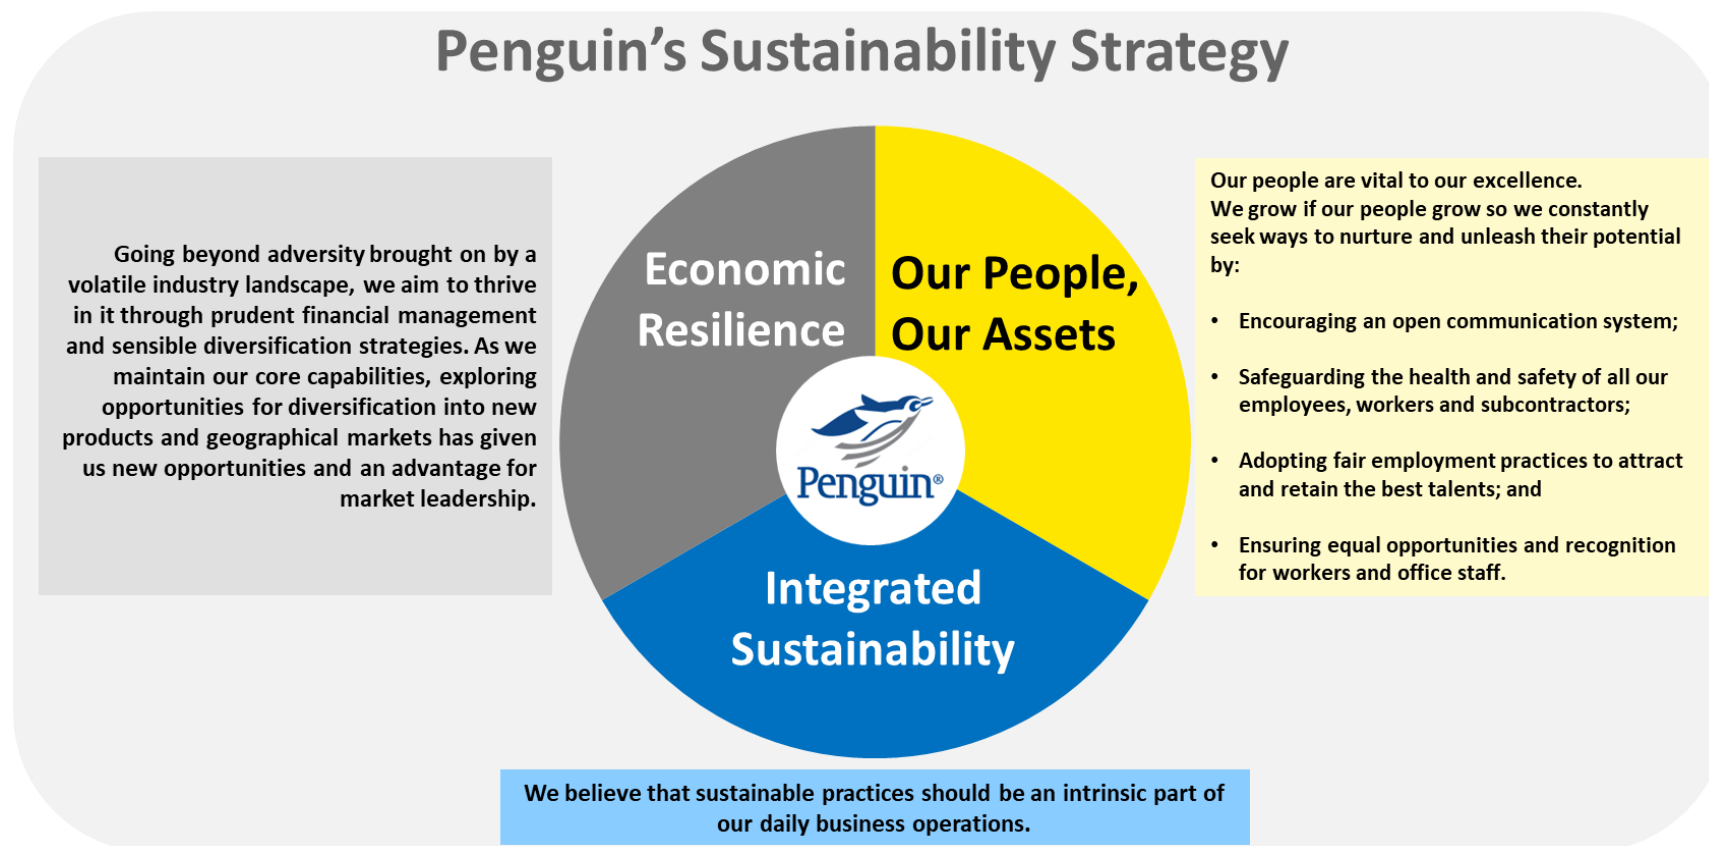 Penguin’s Sustainability Strategy
Going beyond adversity brought on by a
volatile industry landscape, we aim to thrive
in it through prudent financial management
and sensible diversification strategies. As we
maintain our core capabilities, exploring
opportunities for diversification into new
products and geographical markets has given
us new opportunities and an advantage for
market leadership.
Economic
Resilience
Our People,
Our Assets
Penguin®
Integrated
Sustainability
Our people are vital to our excellence.
We grow if our people grow so we constantly
seek ways to nurture and unleash their potential
by:
• Encouraging an open communication system;
• Safeguarding the health and safety of all our
employees, workers and subcontractors;
• Adopting fair employment practices to attract
and retain the best talents; and
• Ensuring equal opportunities and recognition
for workers and office staff.
We believe that sustainable practices should be an intrinsic part of
our daily business operations.